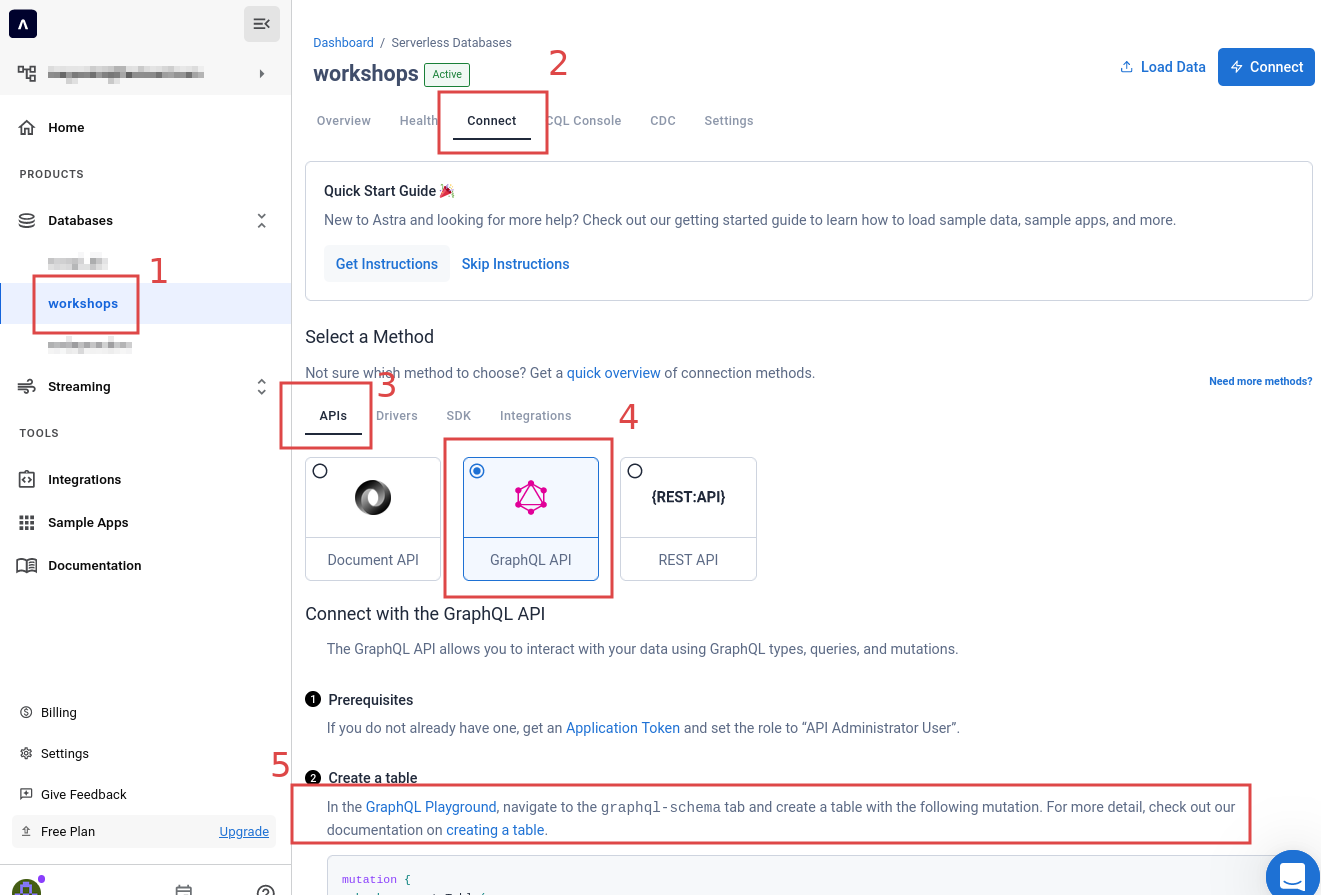 Home
PRODUCTS
Databases
1
workshops
Streaming
TOOLS
Integrations
Sample Apps
Documentation
Billing
Settings
Give Feedback
Free Plan Upgrade
Dashboard / Serverless Databases
workshops Active
2
Load Data Connect
Overview Health Connect CQL Console CDC Settings
Quick Start Guide
New to Astra and looking for more help? Check out our getting started guide to learn how to load sample data, sample apps, and more.
Get Instructions Skip Instructions
Select a Method
Not sure which method to choose? Get a quick overview of connection methods.
Need more methods?
3
APIs Drivers SDK Integrations
4
{REST:API}
Document API GraphQL API REST API
Connect with the GraphQL API
The GraphQL API allows you to interact with your data using GraphQL types, queries, and mutations.
1 Prerequisites
If you do not already have one, get an Application Token and set the role to “API Administrator User”.
5
2 Create a table
In the GraphQL Playground, navigate to the graphql-schema tab and create a table with the following mutation. For more detail, check out our
documentation on creating a table.
mutation {